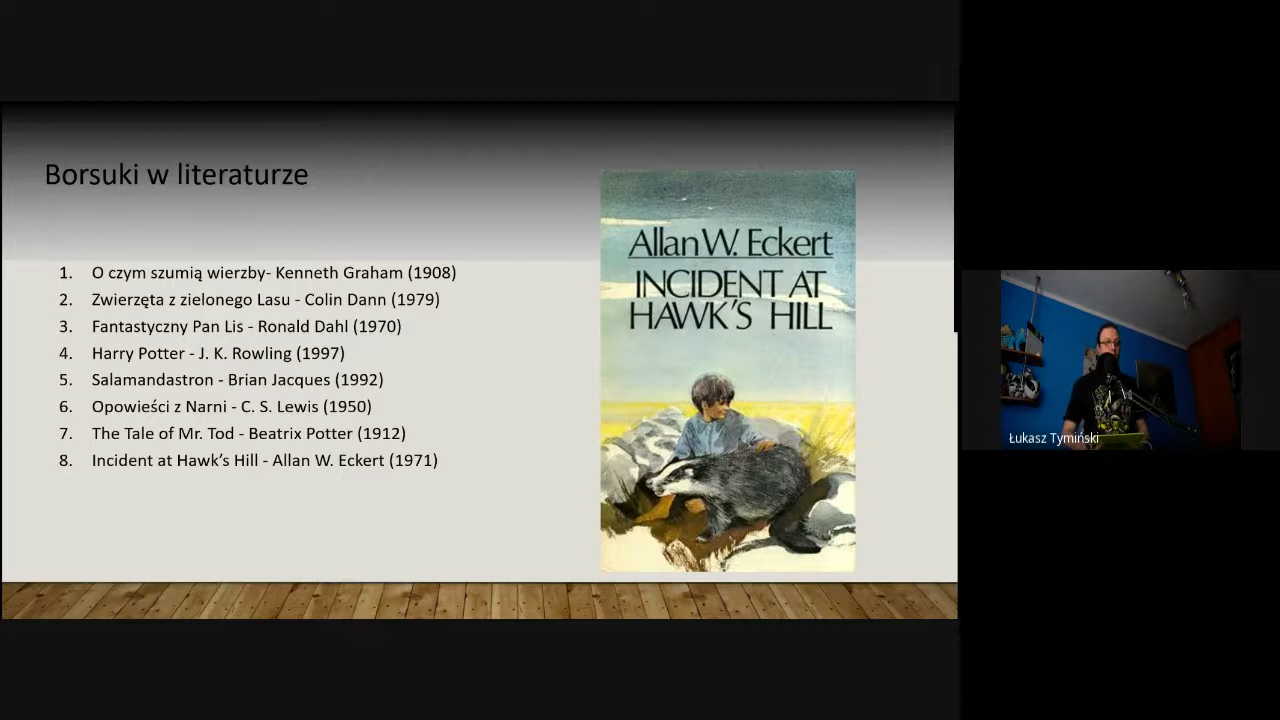 Borsuki w literaturze
1. O czym szumią wierzby- Kenneth Graham (1908)
2. Zwierzęta z zielonego Lasu - Colin Dann (1979)
3. Fantastyczny Pan Lis - Ronald Dahl (1970)
4. Harry Potter - J. K. Rowling (1997)
5. Salamandastron - Brian Jacques (1992)
6. Opowieści z Narni - C. S. Lewis (1950)
7. The Tale of Mr. Tod - Beatrix Potter (1912)
8. Incident at Hawk’s Hill - Allan W. Eckert (1971)
Allan W. Eckert
INCIDENT AT
HAWK'S HILL
Łukasz Tymiński